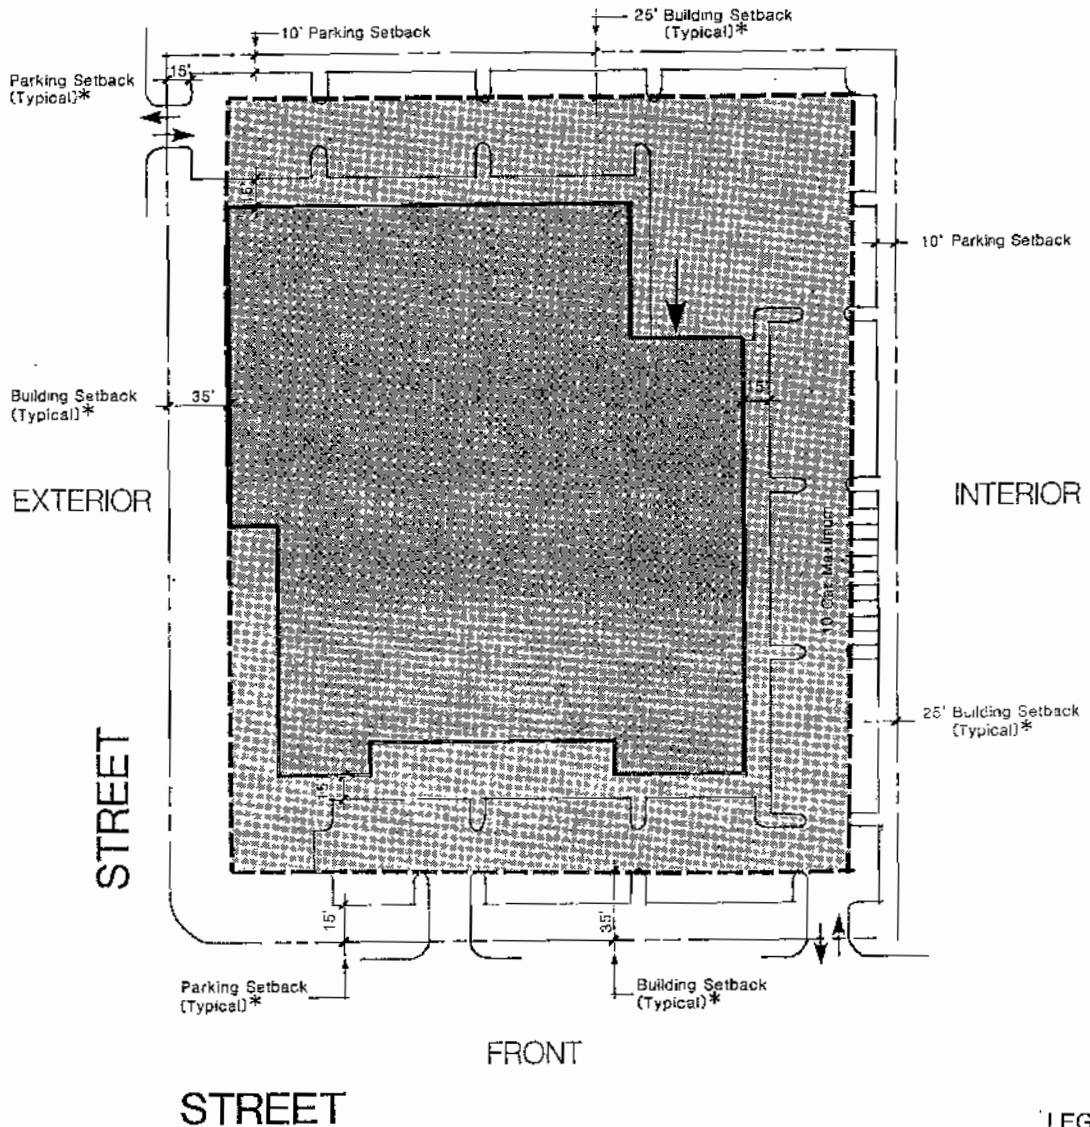 10' Parking Setback
25' Building Setback
(Typical)*
Parking Setback
(Typical)*
15'
15'
10' Parking Setback
Building Setback
(Typical)*
35'
15'
EXTERIOR
INTERIOR
10 Car Maximum
25' Building Setback
(Typical)*
STREET
15'
15'
35'
Parking Setback
(Typical)*
Building Setback
(Typical)*
FRONT
STREET
LEG